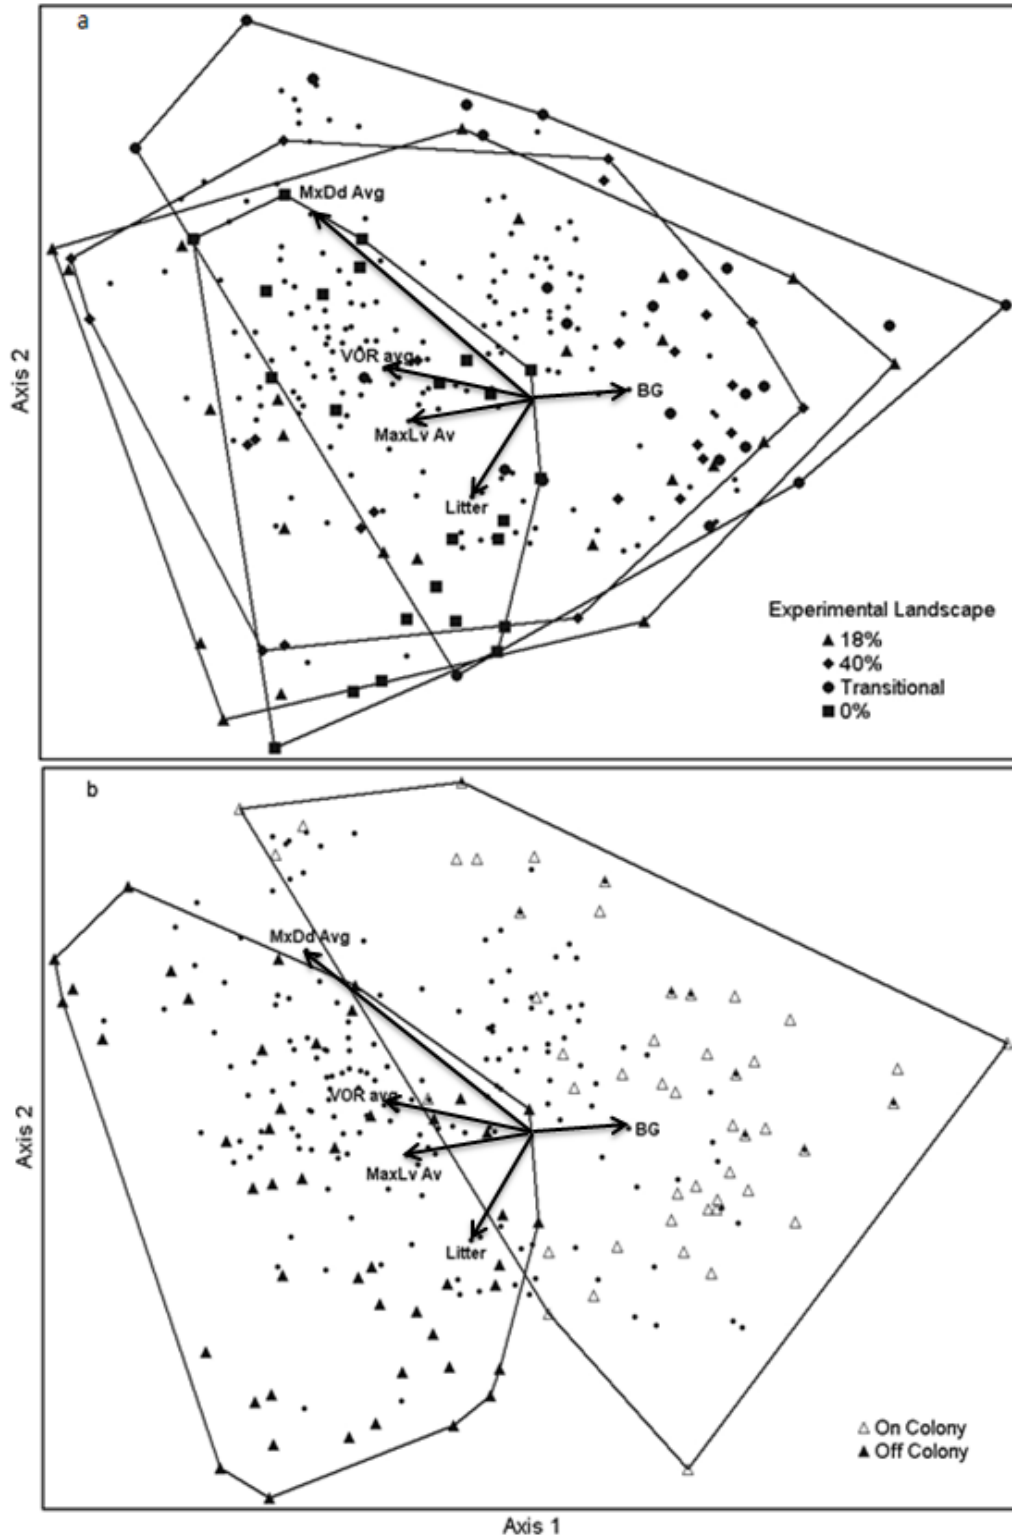 a
MxDd Avg
VOR avg
BG
MaxLv Av
Litter
Axis 2
Experimental Landscape
18%
40%
Transitional
0%
b
MxDd Avg
VOR avg
BG
MaxLv Av
Litter
Axis 2
On Colony
Off Colony
Axis 1